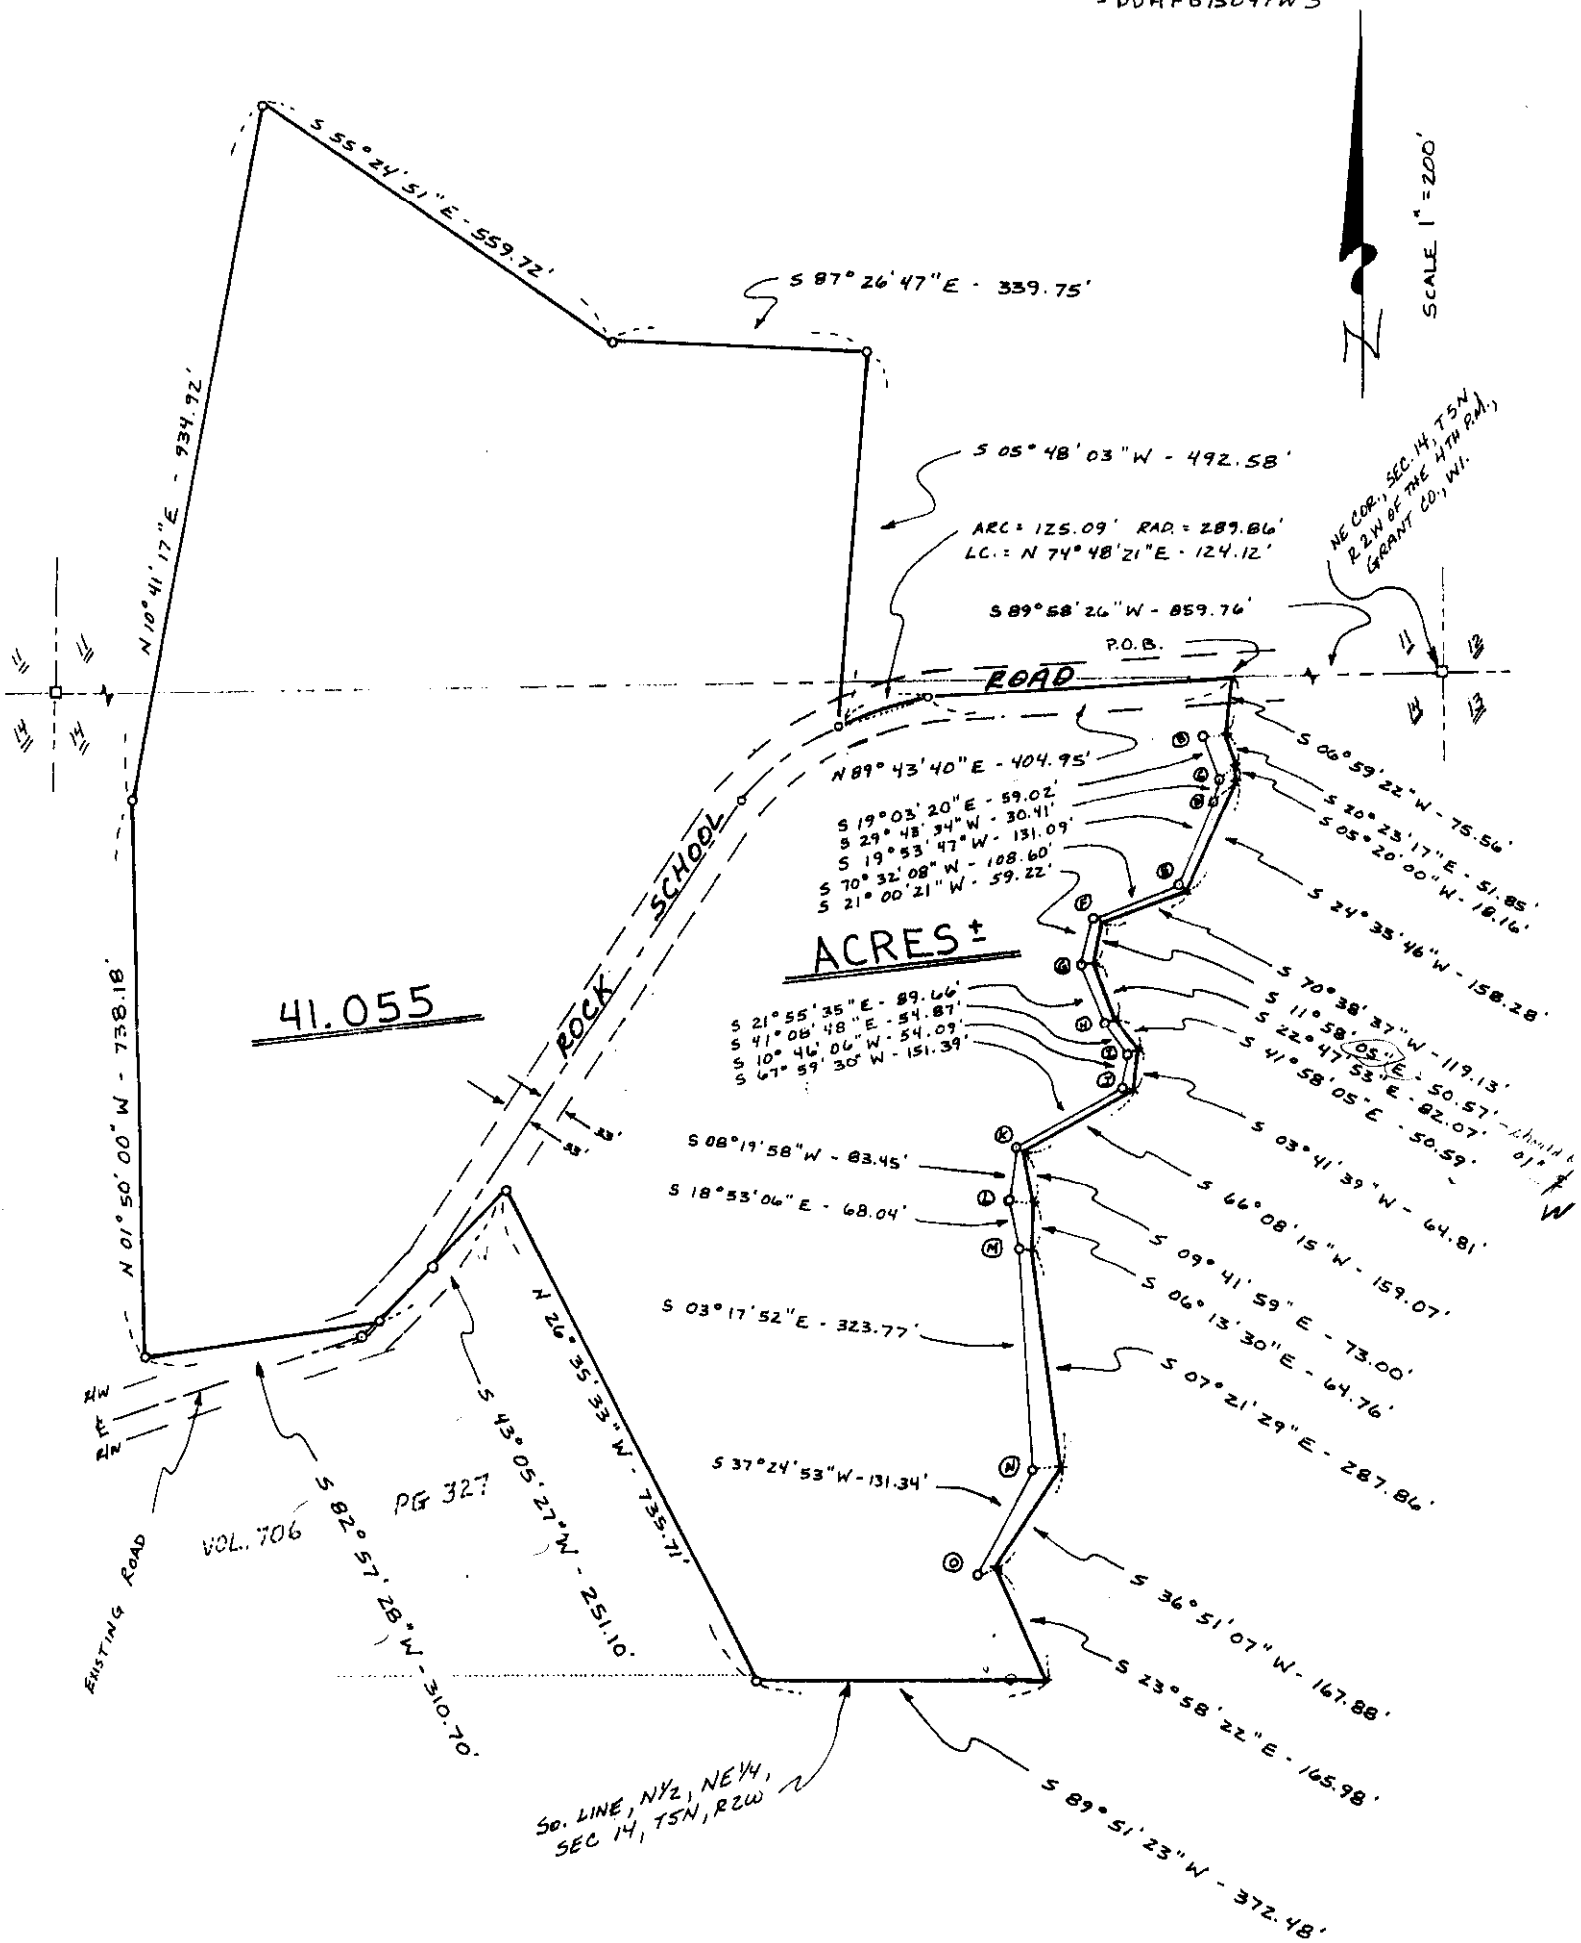 S 55° 24' 51" E - 559.72'
S 87° 26' 47" E - 339.75'
SCALE 1" = 200'
N 10° 41' 17" E - 934.92'
S 05° 48' 03" W - 492.58'
ARC = 125.09' RAD. = 289.86'
LC. = N 74° 48' 21" E - 124.12'
S 89° 58' 26" W - 859.76'
P.O.B.
NE COR., SEC. 14, T5N,
R 2W OF THE 4TH P.M.,
GRANT CO., WI.
11 11
14 14
11 12
14 13
ROAD
N 89° 43' 40" E - 404.95'
S 19° 03' 20" E - 59.02'
S 29° 43' 34" W - 30.41'
S 19° 53' 47" W - 131.09'
S 70° 32' 08" W - 108.60'
S 21° 00' 21" W - 59.22'
B
C
D
E
F
G
H
K
L
M
N
O
S 06° 59' 22" W - 75.56'
S 20° 23' 17" E - 51.85'
S 05° 20' 00" W - 18.16'
S 24° 35' 46" W - 158.28'
S 70° 38' 37" W - 119.13'
S 11° 58' 05" E - 50.57'
S 22° 47' 53" E - 82.07'
S 41° 58' 05" E - 50.59'
should
01"
W
S 03° 41' 39" W - 64.81'
S 66° 08' 15" W - 159.07'
S 09° 41' 59" E - 73.00'
S 06° 13' 30" E - 64.76'
S 07° 21' 29" E - 287.86'
S 36° 51' 07" W - 167.88'
S 23° 58' 22" E - 165.98'
S 89° 51' 23" W - 372.48'
41.055
ACRES ±
ROCK
SCHOOL
33'
33'
S 21° 55' 35" E - 89.66'
S 41° 08' 48" E - 54.87'
S 10° 46' 06" W - 54.09'
S 67° 59' 30" W - 151.39'
S 08° 19' 58" W - 83.45'
S 18° 53' 06" E - 68.04'
S 03° 17' 52" E - 323.77'
S 37° 24' 53" W - 131.34'
N 01° 50' 00" W - 738.18'
N 26° 35' 33" W - 735.71'
S 43° 05' 27" W - 251.10'
S 82° 57' 28" W - 310.70'
R/W
R/W
EXISTING ROAD
VOL. 706 PG 327
SO. LINE, N1/2, NE1/4,
SEC 14, T5N, R2W